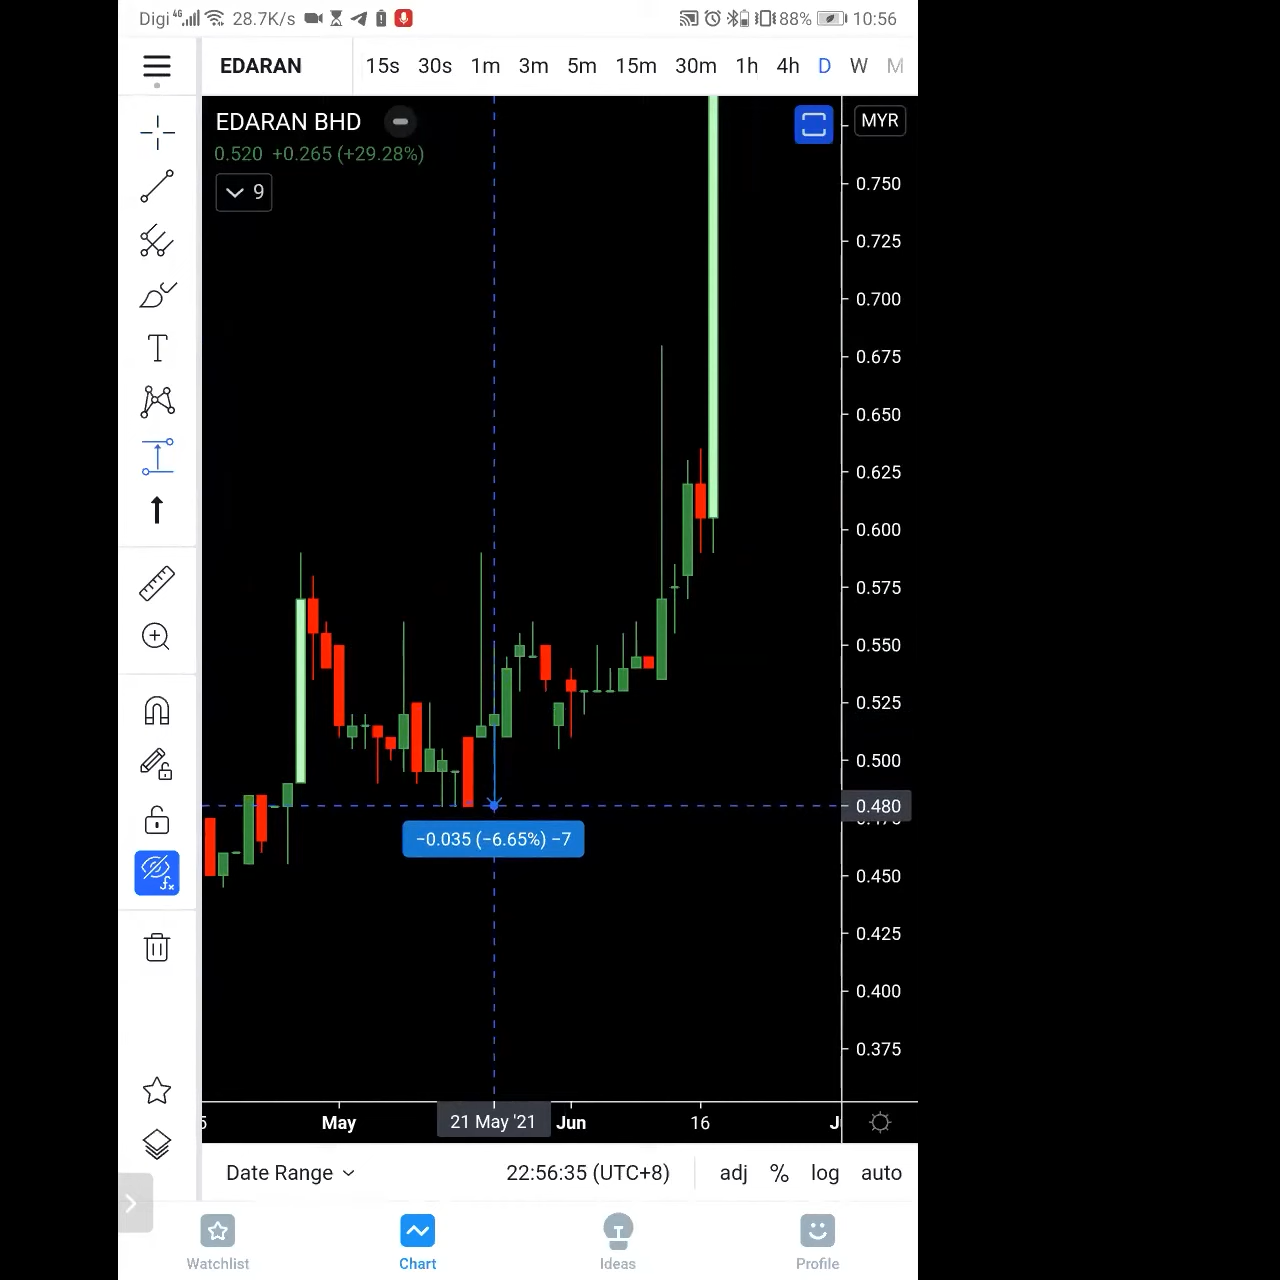 Digi 4G 28.7K/s 88% 10:56
EDARAN 15s 30s 1m 3m 5m 15m 30m 1h 4h D W M
EDARAN BHD
MYR
0.520 +0.265 (+29.28%)
9
0.750
0.725
0.700
0.675
0.650
0.625
0.600
0.575
0.550
0.525
0.500
0.480
−0.035 (−6.65%) −7
0.450
0.425
0.400
0.375
5 May 21 May '21 Jun 16 J
Date Range 22:56:35 (UTC+8) adj % log auto
Watchlist Chart Ideas Profile